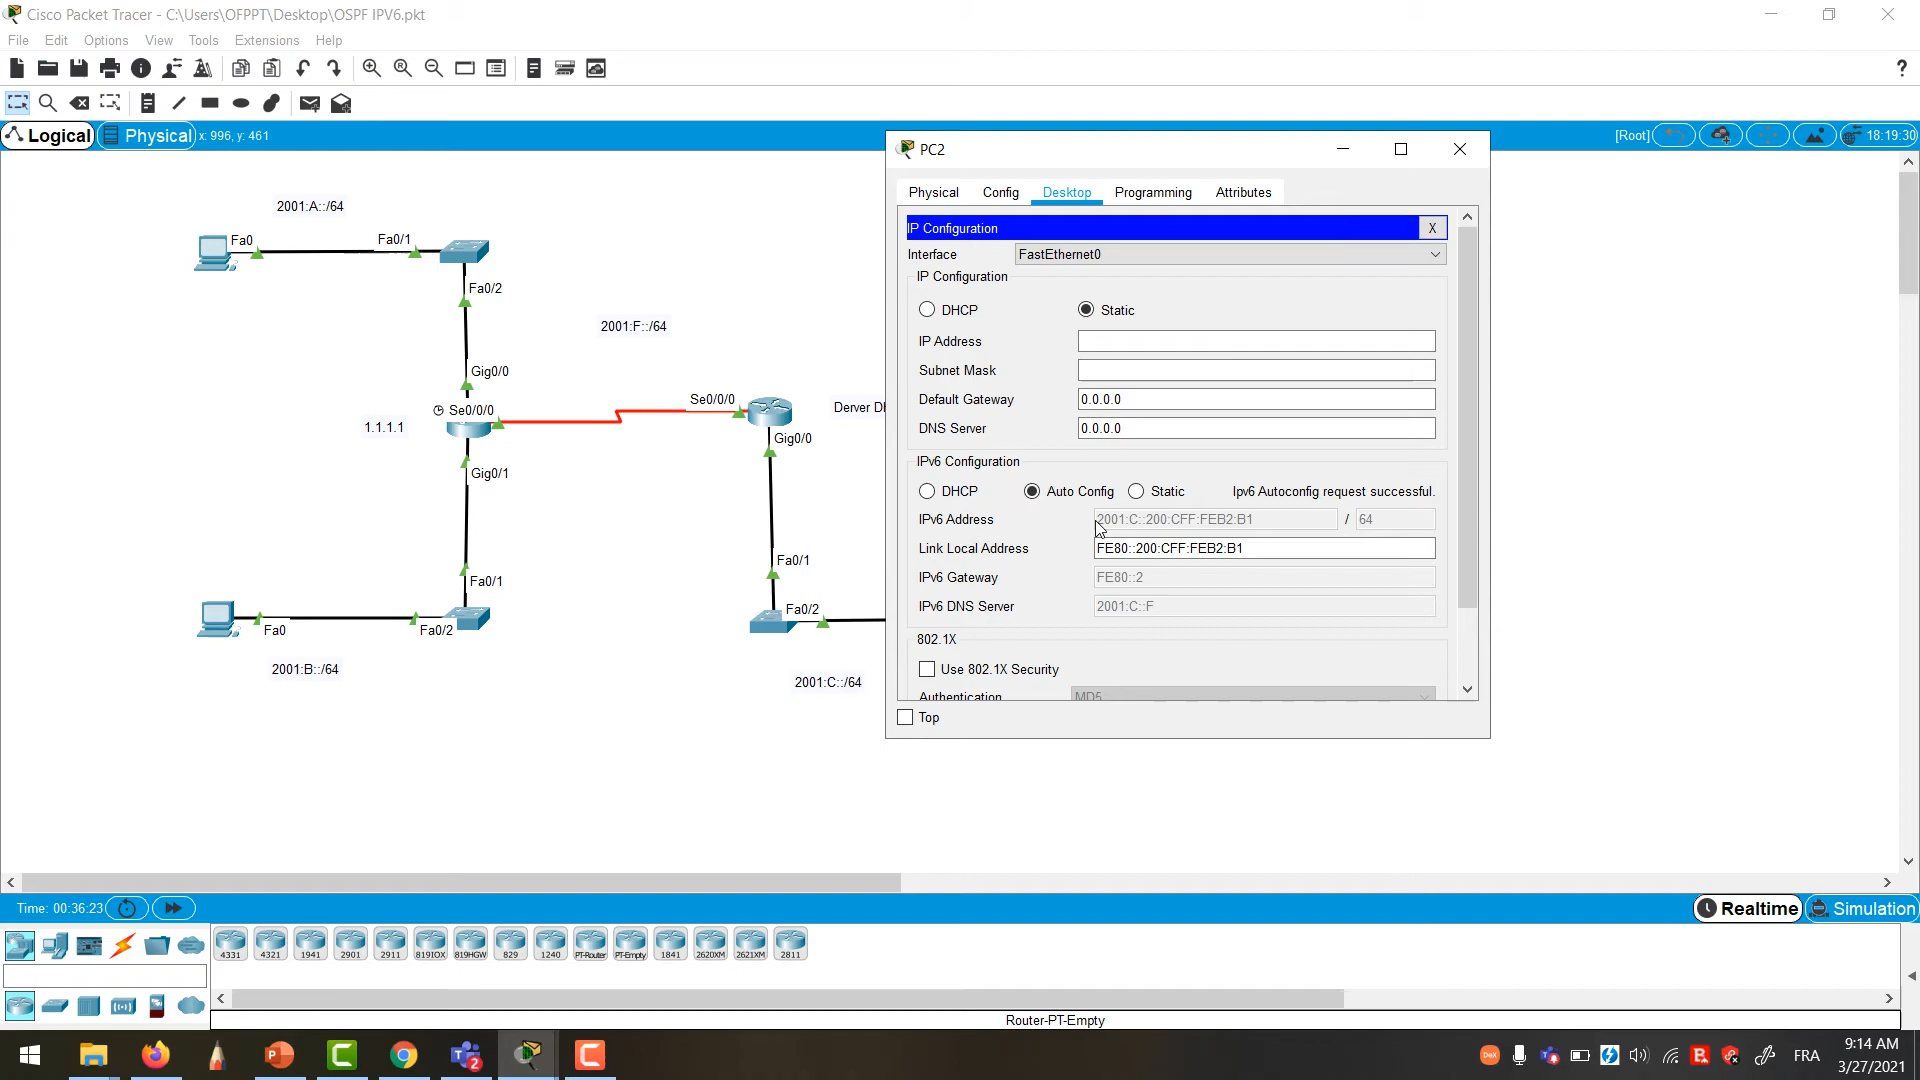 Cisco Packet Tracer - C:\Users\OFPPT\Desktop\OSPF IPV6.pkt
File Edit Options View Tools Extensions Help
?
Logical Physical x: 996, y: 461
[Root] 18:19:30
2001:A::/64
Fa0 Fa0/1
Fa0/2
2001:F::/64
Gig0/0
Se0/0/0 Se0/0/0
1.1.1.1
Gig0/0
Gig0/1
Fa0/1
Fa0/1
Fa0/2
Fa0 Fa0/2
2001:B::/64
2001:C::/64
Derver DH
PC2
Physical Config Desktop Programming Attributes
IP Configuration X
Interface FastEthernet0
IP Configuration
DHCP Static
IP Address
Subnet Mask
Default Gateway 0.0.0.0
DNS Server 0.0.0.0
IPv6 Configuration
DHCP Auto Config Static Ipv6 Autoconfig request successful.
IPv6 Address 2001:C::200:CFF:FEB2:B1 / 64
Link Local Address FE80::200:CFF:FEB2:B1
IPv6 Gateway FE80::2
IPv6 DNS Server 2001:C::F
802.1X
Use 802.1X Security
Authentication MD5
Top
Time: 00:36:23
Realtime Simulation
4331 4321 1941 2901 2911 819IOX 819HGW 829 1240 PT-Router PT-Empty 1841 2620XM 2621XM 2811
Router-PT-Empty
DeX FRA
9:14 AM
3/27/2021